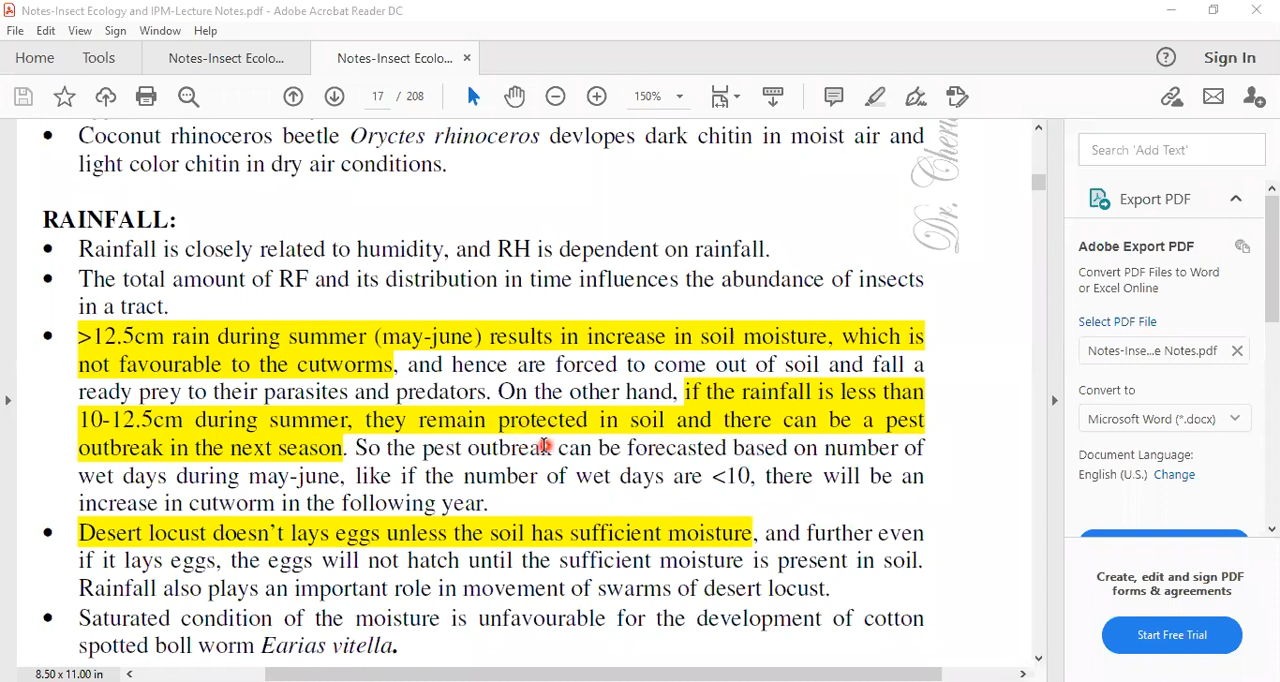 Notes-Insect Ecology and IPM-Lecture Notes.pdf - Adobe Acrobat Reader DC
File Edit View Sign Window Help
Home Tools Notes-Insect Ecolo... Notes-Insect Ecolo... × Sign In
17 / 208 150%
Coconut rhinoceros beetle Oryctes rhinoceros devlopes dark chitin in moist air and
light color chitin in dry air conditions.
RAINFALL:
• Rainfall is closely related to humidity, and RH is dependent on rainfall.
• The total amount of RF and its distribution in time influences the abundance of insects
in a tract.
• >12.5cm rain during summer (may-june) results in increase in soil moisture, which is
not favourable to the cutworms, and hence are forced to come out of soil and fall a
ready prey to their parasites and predators. On the other hand, if the rainfall is less than
10-12.5cm during summer, they remain protected in soil and there can be a pest
outbreak in the next season. So the pest outbreak can be forecasted based on number of
wet days during may-june, like if the number of wet days are <10, there will be an
increase in cutworm in the following year.
• Desert locust doesn't lays eggs unless the soil has sufficient moisture, and further even
if it lays eggs, the eggs will not hatch until the sufficient moisture is present in soil.
Rainfall also plays an important role in movement of swarms of desert locust.
• Saturated condition of the moisture is unfavourable for the development of cotton
spotted boll worm Earias vitella.
Dr.
8.50 x 11.00 in
Search 'Add Text'
Export PDF
Adobe Export PDF
Convert PDF Files to Word
or Excel Online
Select PDF File
Notes-Inse...e Notes.pdf
Convert to
Microsoft Word (*.docx)
Document Language:
English (U.S.) Change
Create, edit and sign PDF
forms & agreements
Start Free Trial